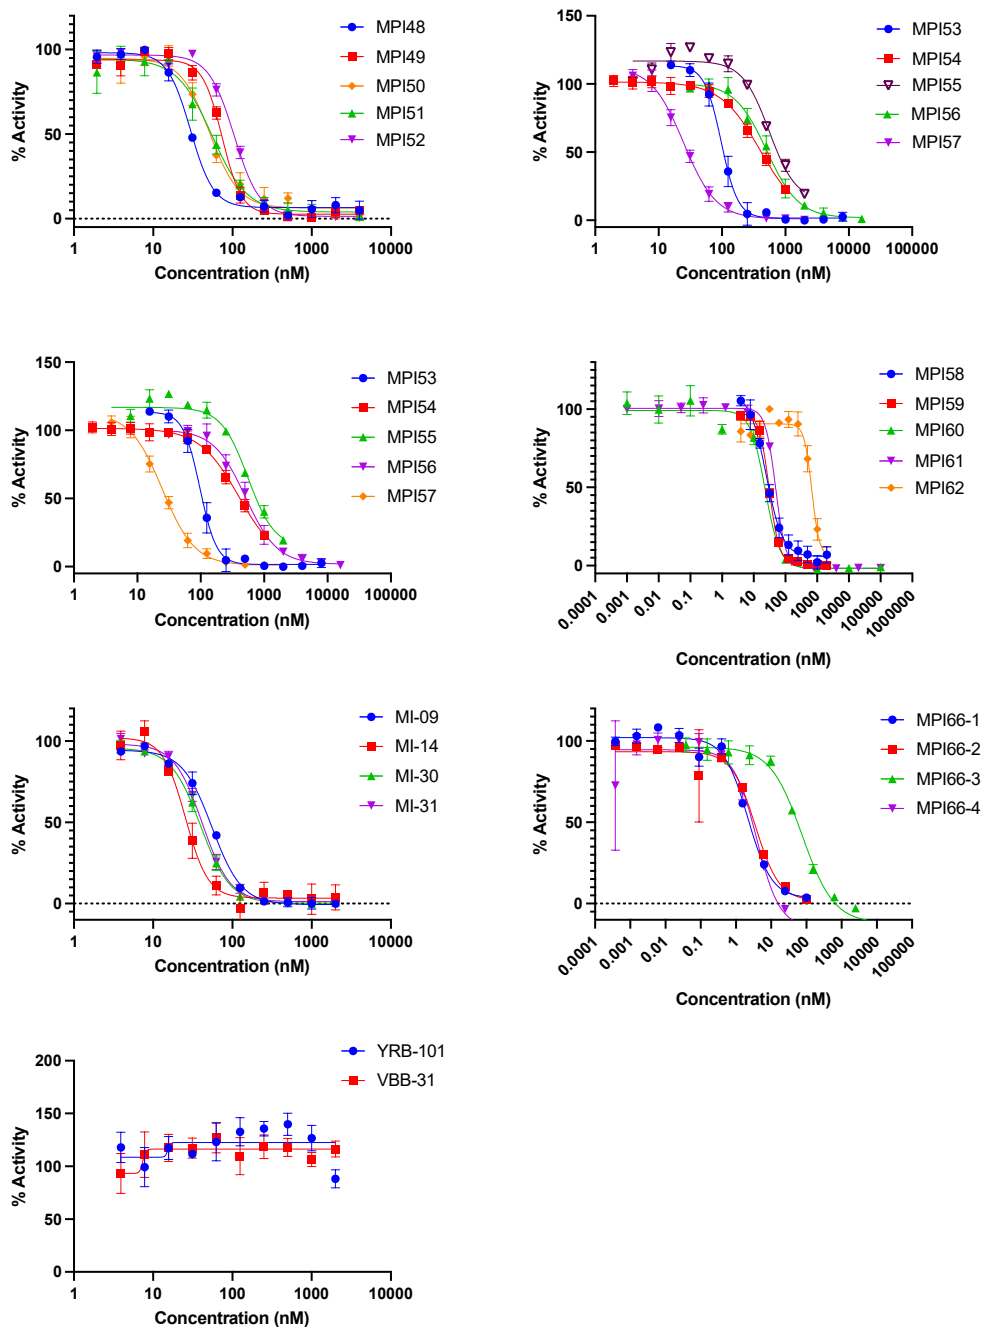 % Activity
100
50
0
1
10
100
1000
10000
Concentration (nM)
MPI48
MPI49
MPI50
MPI51
MPI52
% Activity
150
100
50
0
1
10
100
1000
10000
100000
Concentration (nM)
MPI53
MPI54
MPI55
MPI56
MPI57
% Activity
150
100
50
0
1
10
100
1000
10000
100000
Concentration (nM)
MPI53
MPI54
MPI55
MPI56
MPI57
% Activity
100
50
0
0.0001
0.001
0.01
0.1
1
10
100
1000
10000
100000
1000000
Concentration (nM)
MPI58
MPI59
MPI60
MPI61
MPI62
% Activity
100
50
0
1
10
100
1000
10000
Concentration (nM)
MI-09
MI-14
MI-30
MI-31
% Activity
100
50
0
0.0001
0.001
0.01
0.1
1
10
100
1000
10000
100000
Concentration (nM)
MPI66-1
MPI66-2
MPI66-3
MPI66-4
% Activity
200
150
100
50
0
1
10
100
1000
10000
Concentration (nM)
YRB-101
VBB-31